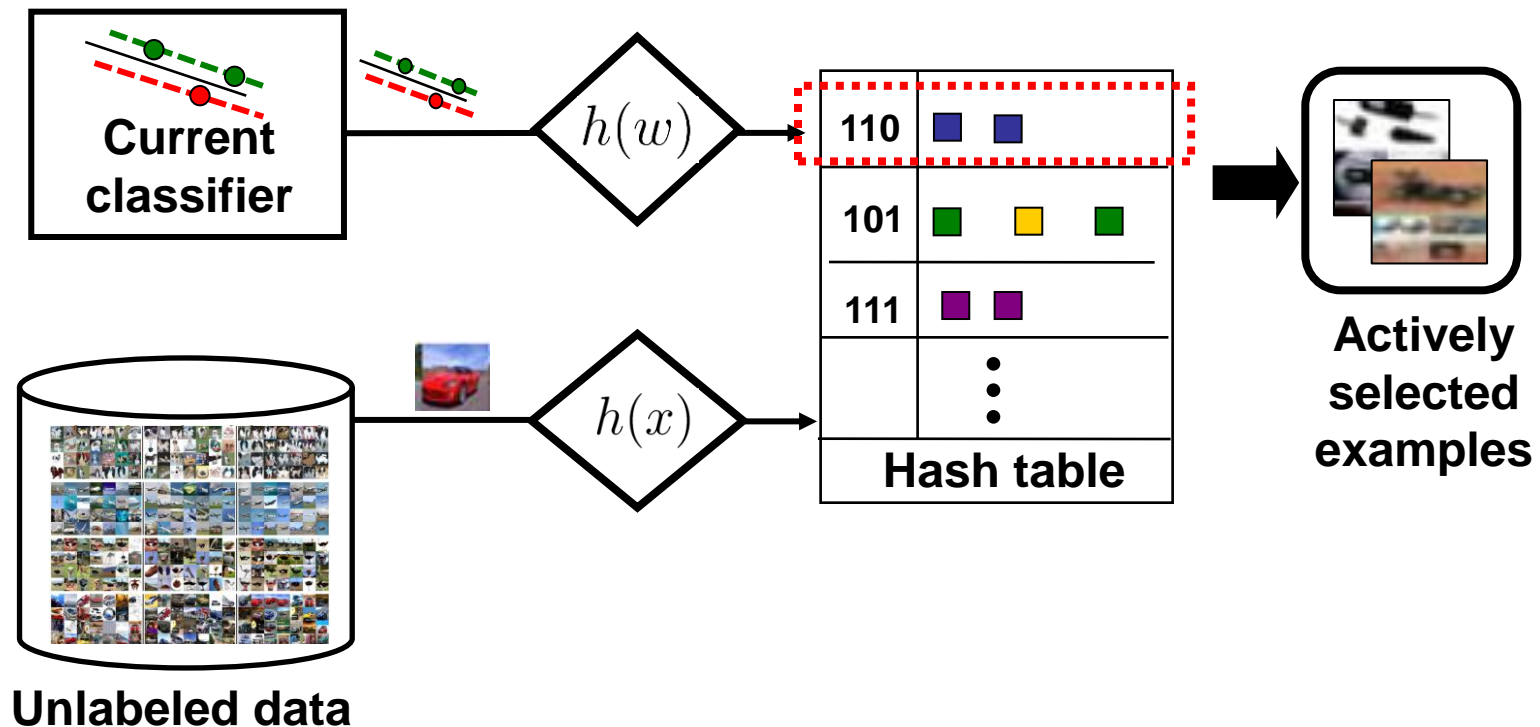 Current
classifier
h(w)
110
101
111
Hash table
Actively
selected
examples
h(x)
Unlabeled data